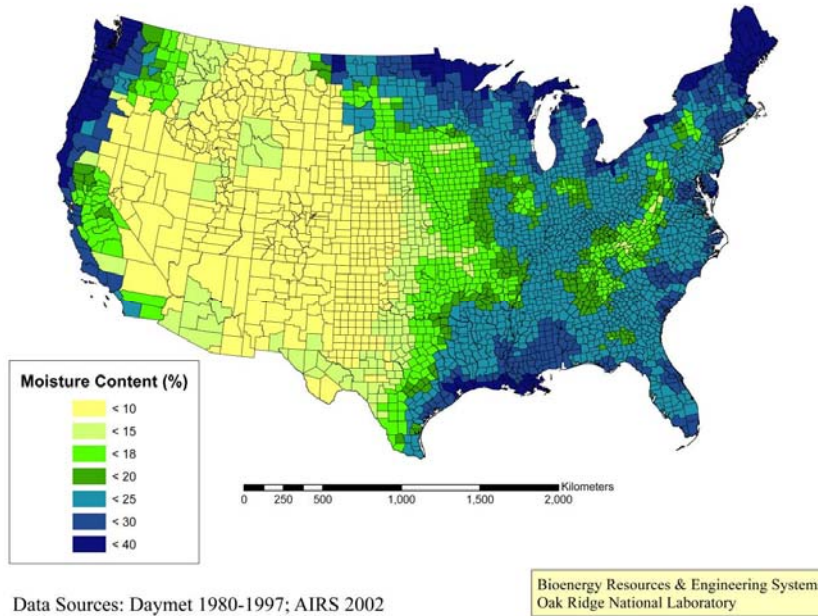 Moisture Content (%)
< 10
< 15
< 18
< 20
< 25
< 30
< 40
Kilometers
0 250 500 1,000 1,500 2,000
Data Sources: Daymet 1980-1997; AIRS 2002
Bioenergy Resources & Engineering System
Oak Ridge National Laboratory